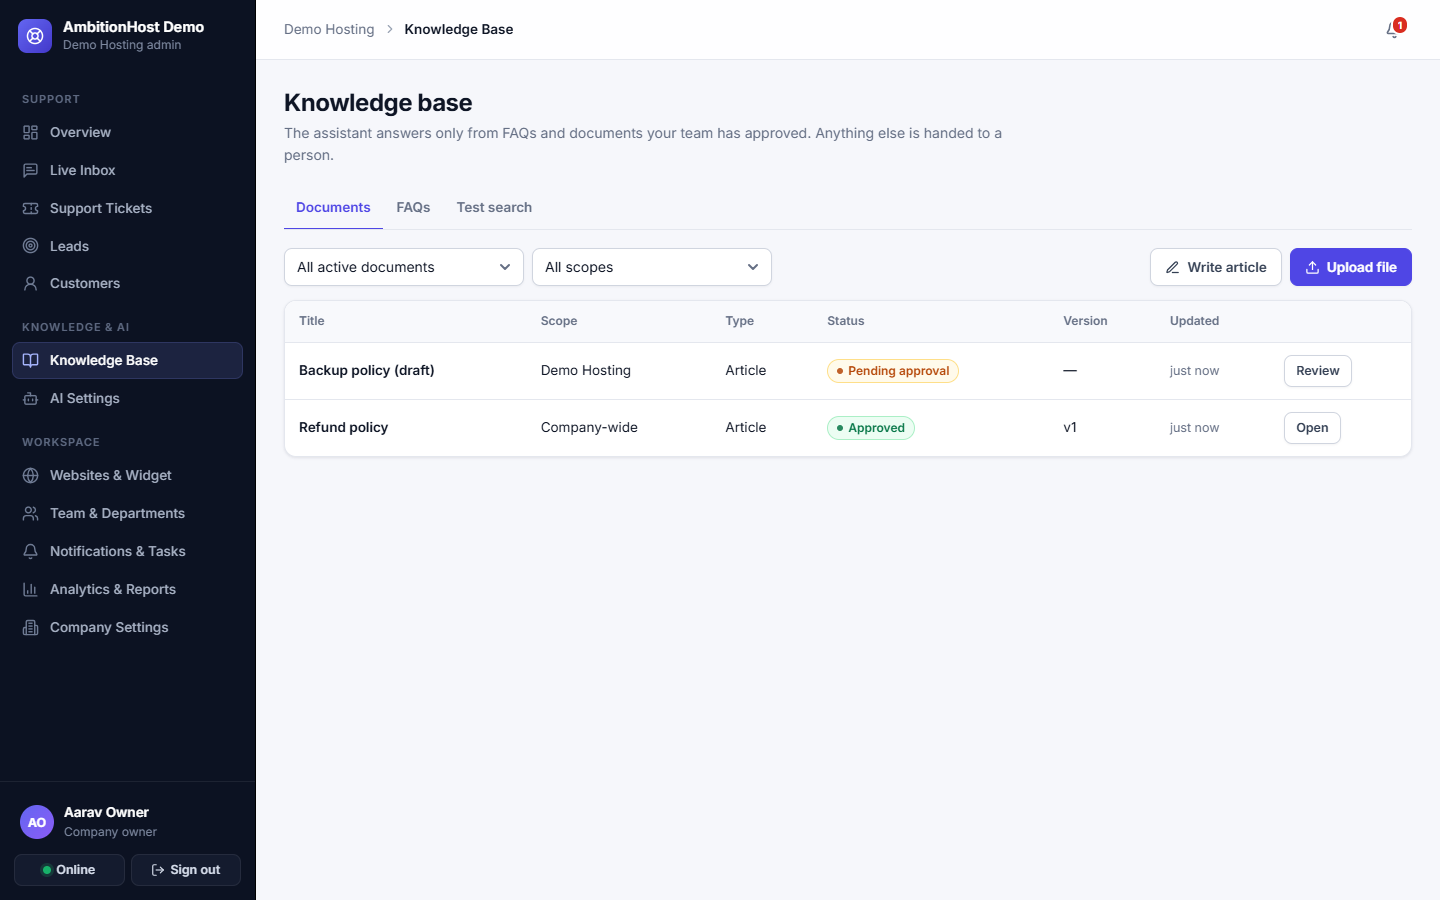 AmbitionHost Demo
Demo Hosting admin
SUPPORT
Overview
Live Inbox
Support Tickets
Leads
Customers
KNOWLEDGE & AI
Knowledge Base
AI Settings
WORKSPACE
Websites & Widget
Team & Departments
Notifications & Tasks
Analytics & Reports
Company Settings
AO
Aarav Owner
Company owner
Online
Sign out
Demo Hosting > Knowledge Base
1
Knowledge base
The assistant answers only from FAQs and documents your team has approved. Anything else is handed to a
person.
Documents FAQs Test search
All active documents All scopes Write article Upload file
Title Scope Type Status Version Updated
Backup policy (draft) Demo Hosting Article Pending approval — just now Review
Refund policy Company-wide Article Approved v1 just now Open